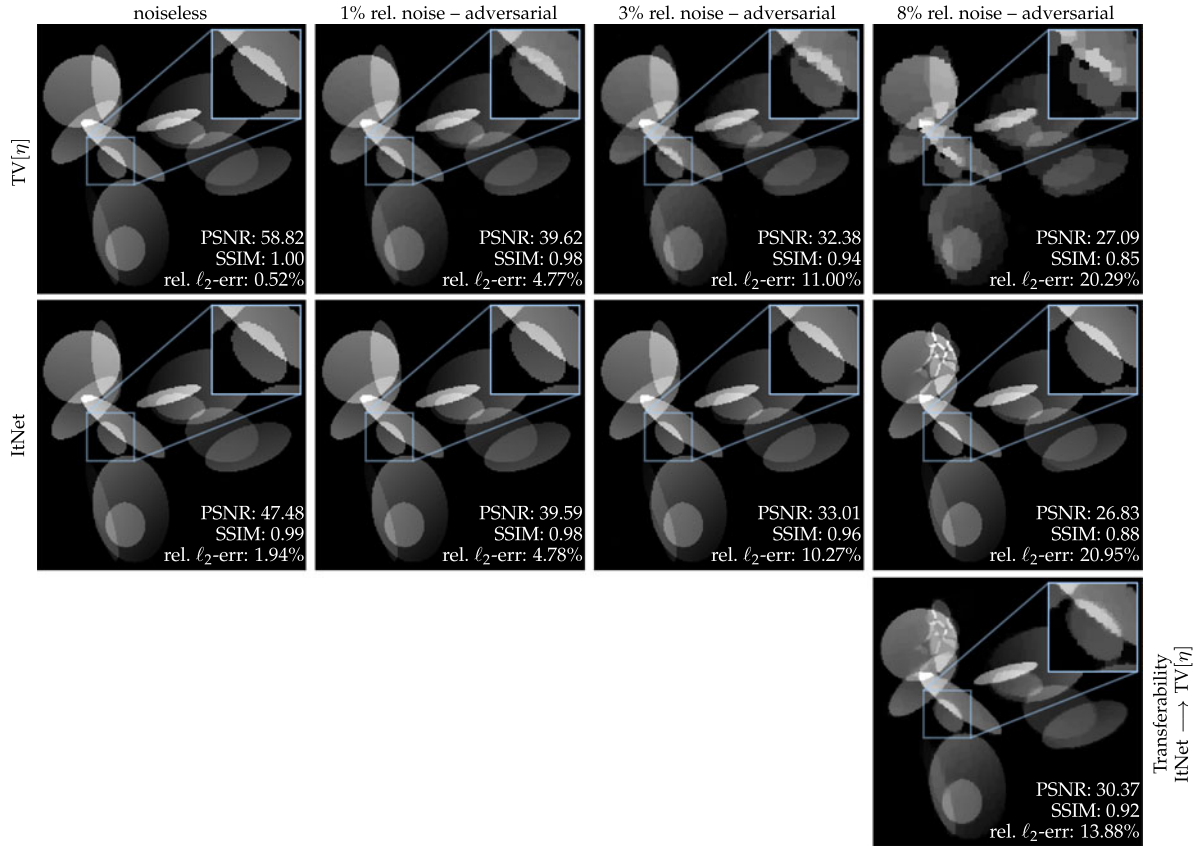 noiseless
1% rel. noise – adversarial
3% rel. noise – adversarial
8% rel. noise – adversarial
TV[η]
PSNR: 58.82
SSIM: 1.00
rel. ℓ₂-err: 0.52%
PSNR: 39.62
SSIM: 0.98
rel. ℓ₂-err: 4.77%
PSNR: 32.38
SSIM: 0.94
rel. ℓ₂-err: 11.00%
PSNR: 27.09
SSIM: 0.85
rel. ℓ₂-err: 20.29%
ItNet
PSNR: 47.48
SSIM: 0.99
rel. ℓ₂-err: 1.94%
PSNR: 39.59
SSIM: 0.98
rel. ℓ₂-err: 4.78%
PSNR: 33.01
SSIM: 0.96
rel. ℓ₂-err: 10.27%
PSNR: 26.83
SSIM: 0.88
rel. ℓ₂-err: 20.95%
PSNR: 30.37
SSIM: 0.92
rel. ℓ₂-err: 13.88%
Transferability
ItNet ⟶ TV[η]